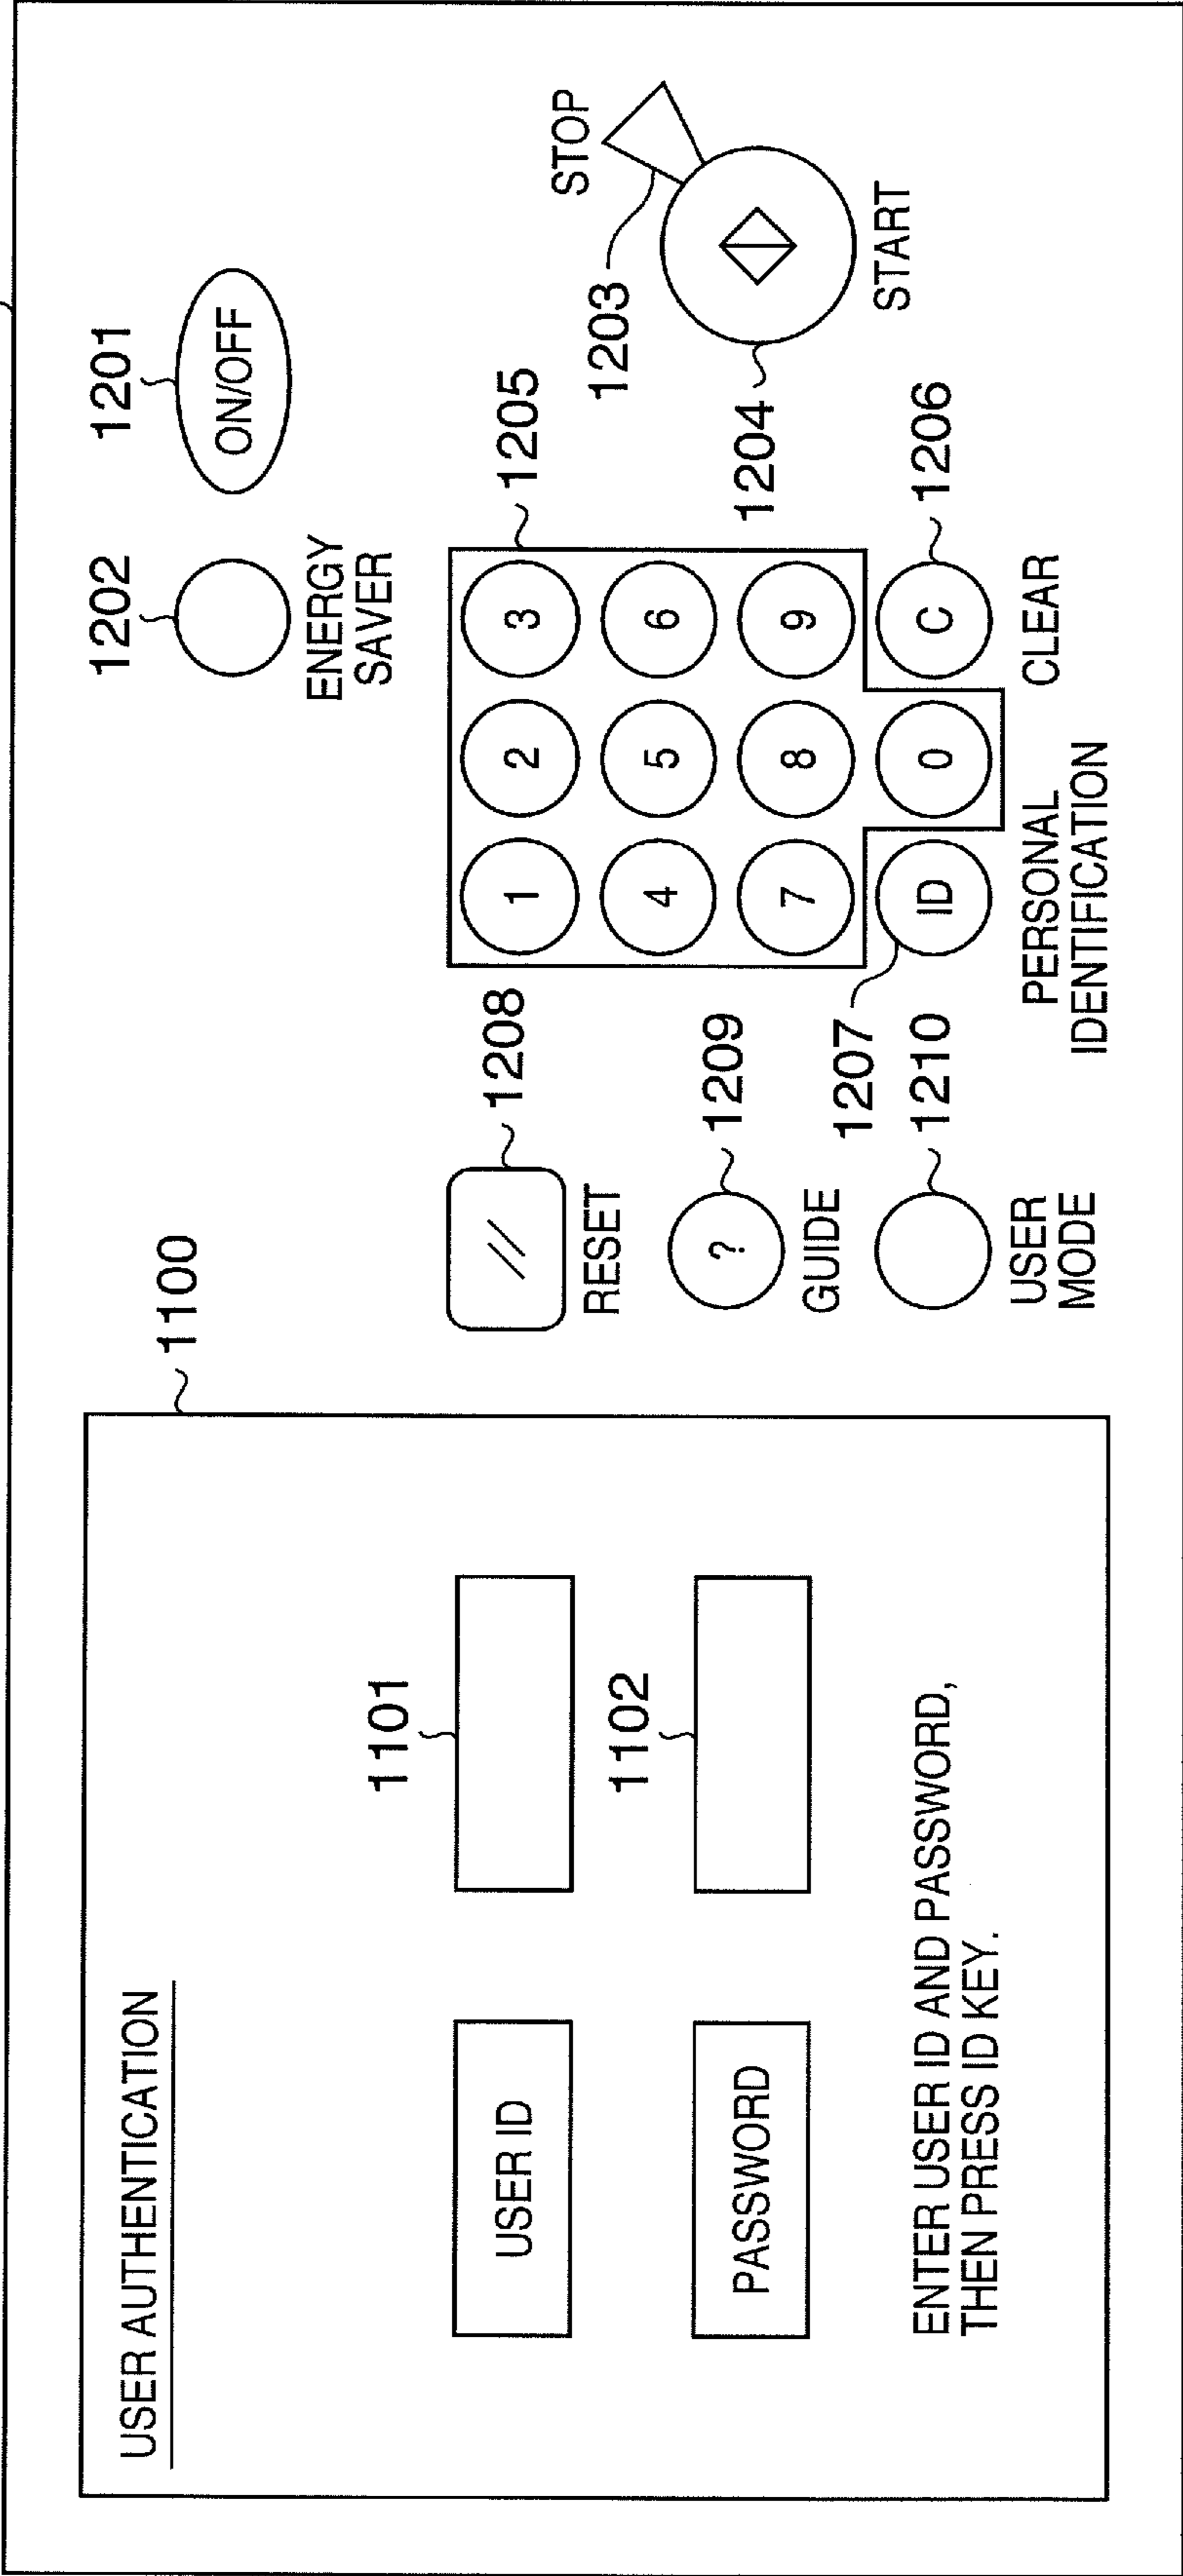 USER AUTHENTICATION
1100
USER ID
1101
PASSWORD
1102
ENTER USER ID AND PASSWORD,
THEN PRESS ID KEY.
1202
1201
ON/OFF
ENERGY
SAVER
1208
RESET
1209
?
GUIDE
1210
USER
MODE
1205
1 2 3
4 5 6
7 8 9
ID 0 C
1207
1206
PERSONAL
IDENTIFICATION
CLEAR
STOP
1203
1204
START